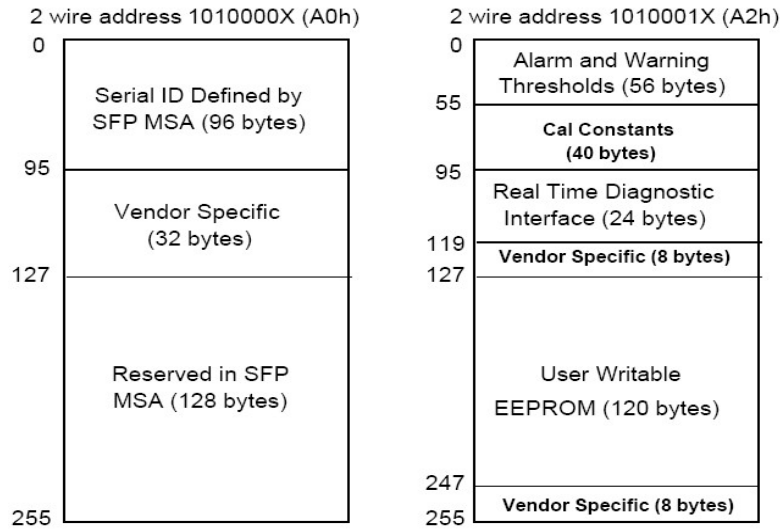 2 wire address 1010000X (A0h)
0
Serial ID Defined by
SFP MSA (96 bytes)
95
Vendor Specific
(32 bytes)
127
Reserved in SFP
MSA (128 bytes)
255
2 wire address 1010001X (A2h)
0
Alarm and Warning
Thresholds (56 bytes)
55
Cal Constants
(40 bytes)
95
Real Time Diagnostic
Interface (24 bytes)
119
Vendor Specific (8 bytes)
127
User Writable
EEPROM (120 bytes)
247
Vendor Specific (8 bytes)
255